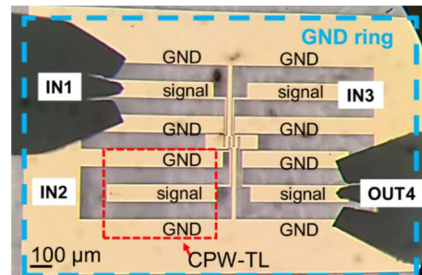 GND
GND
GND ring
IN1
signal
signal
IN3
GND
GND
GND
GND
IN2
signal
signal
OUT4
GND
GND
100 µm
CPW-TL